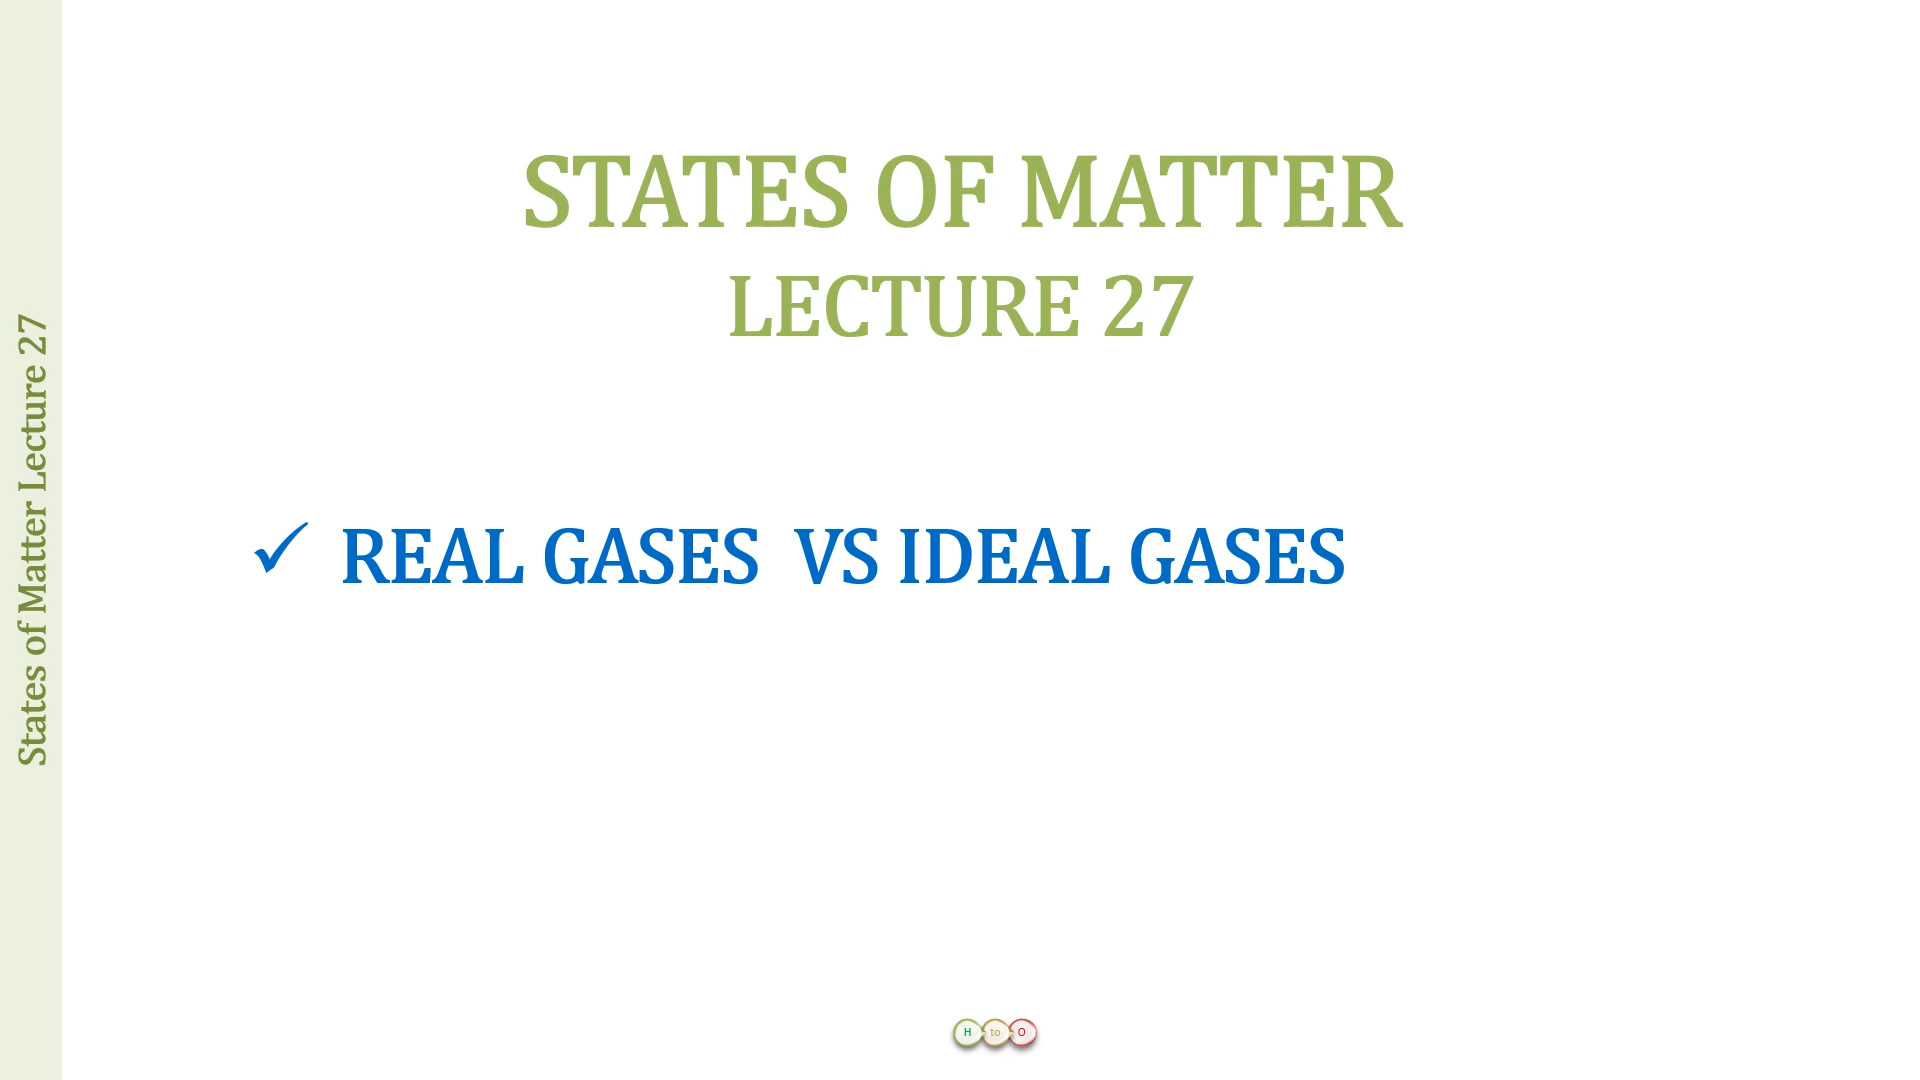 States of Matter Lecture 27
STATES OF MATTER
LECTURE 27
✓ REAL GASES  VS IDEAL GASES
H to O